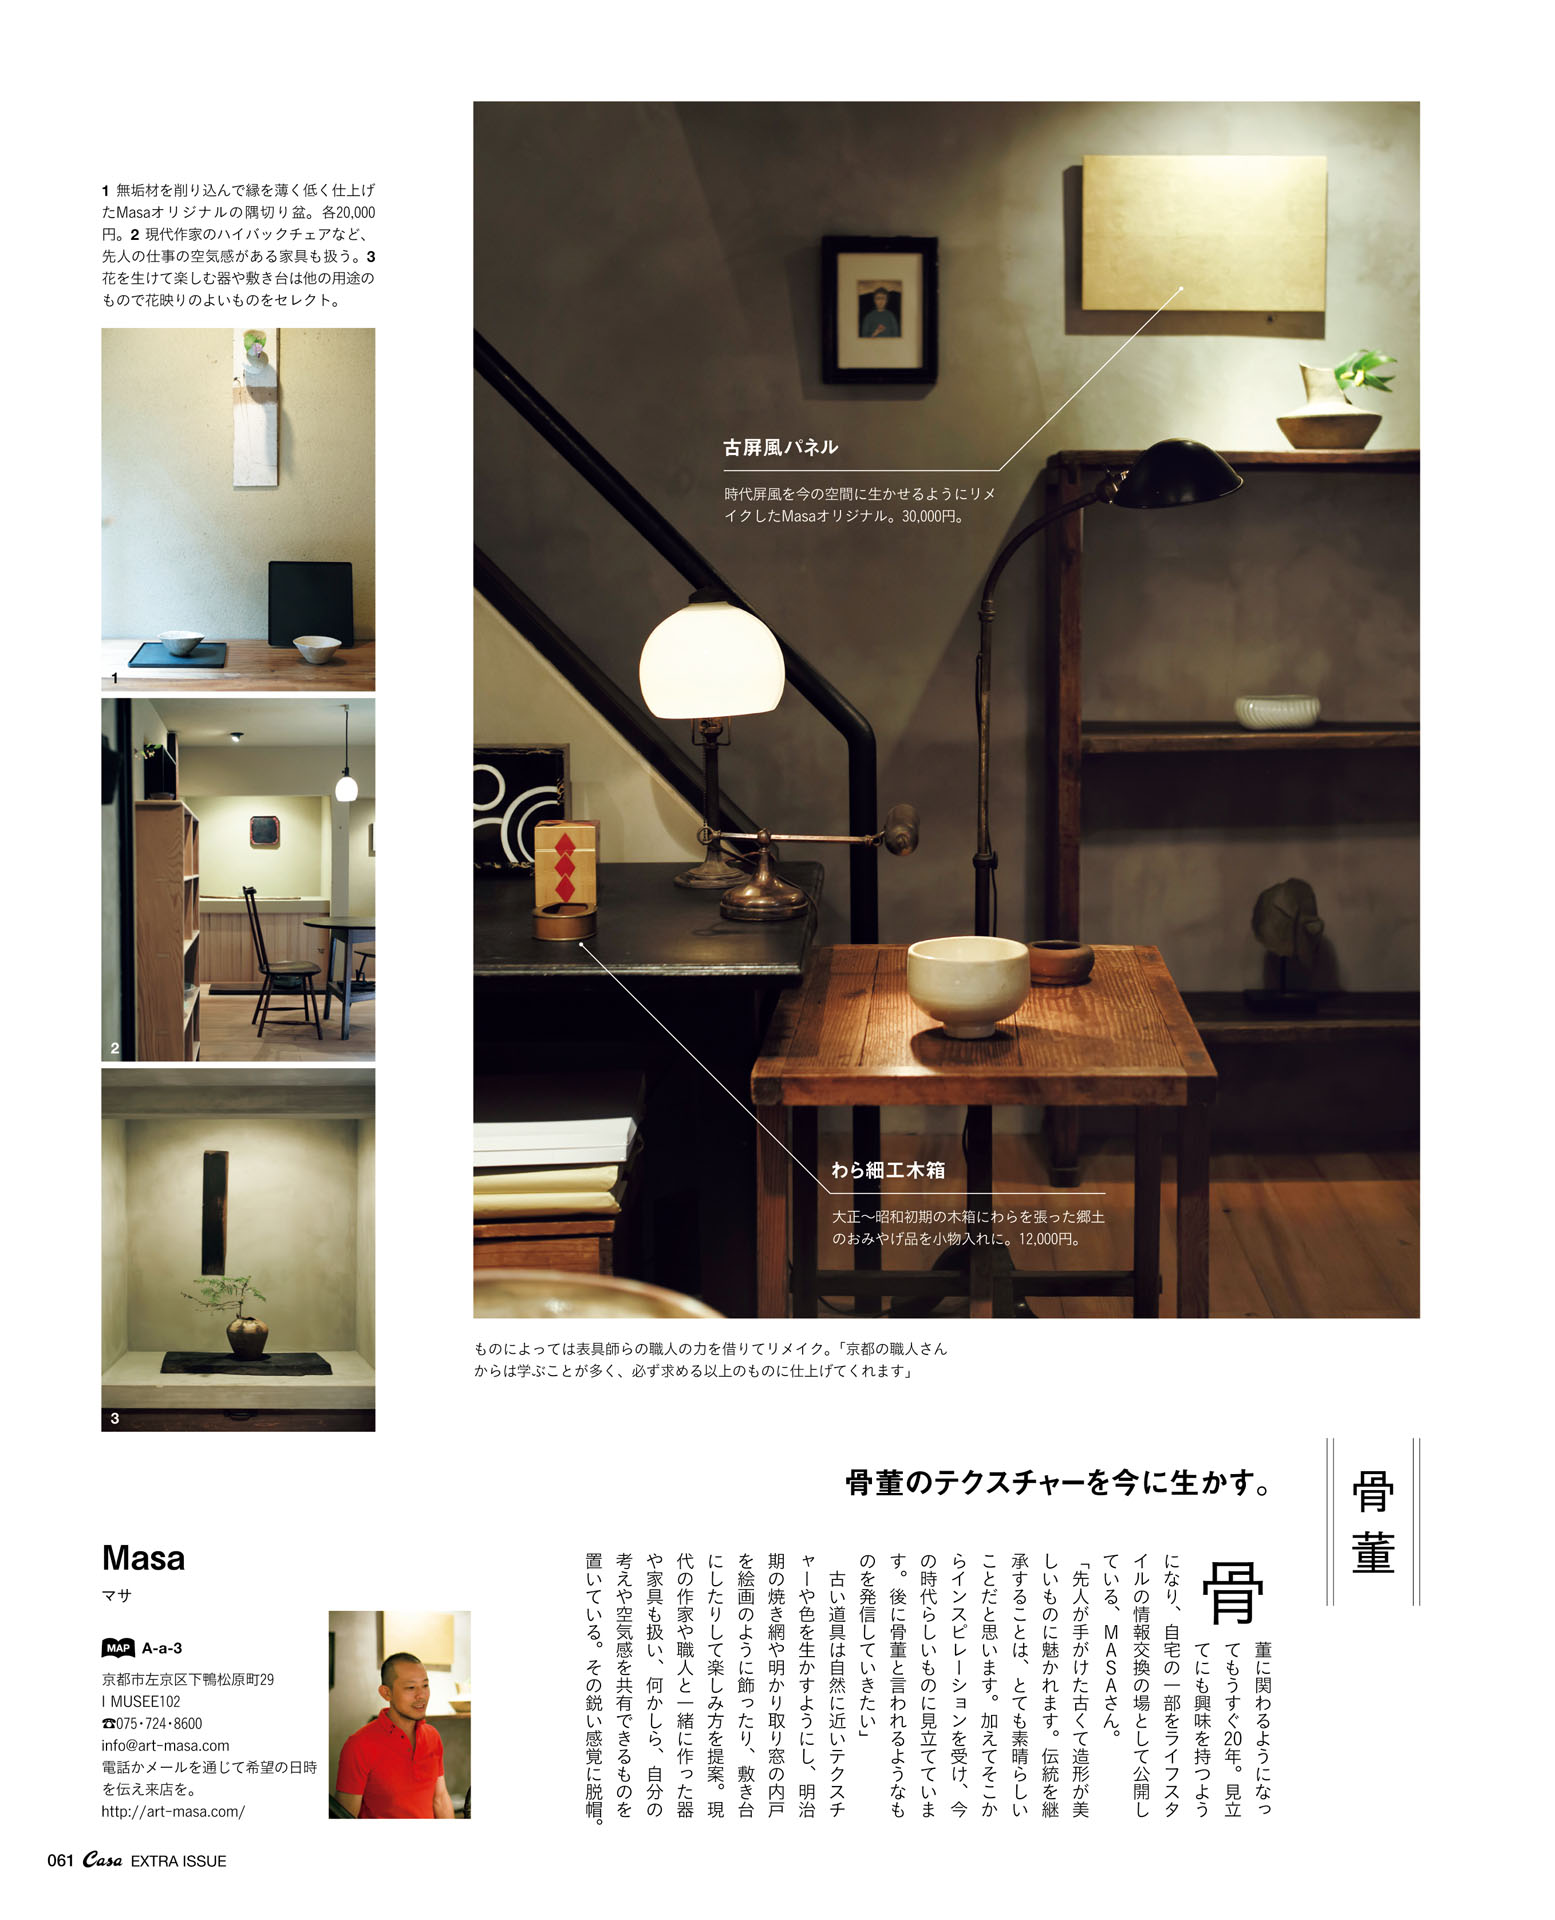 1 無垢材を削り込んで縁を薄く低く仕上げ
たMasaオリジナルの隅切り盆。各20,000
円。2 現代作家のハイバックチェアなど、
先人の仕事の空気感がある家具も扱う。3
花を生けて楽しむ器や敷き台は他の用途の
もので花映りのよいものをセレクト。
1
2
3
古屏風パネル
時代屏風を今の空間に生かせるようにリメ
イクしたMasaオリジナル。30,000円。
わら細工木箱
大正〜昭和初期の木箱にわらを張った郷土
のおみやげ品を小物入れに。12,000円。
ものによっては表具師らの職人の力を借りてリメイク。「京都の職人さん
からは学ぶことが多く、必ず求める以上のものに仕上げてくれます」
骨董
骨董のテクスチャーを今に生かす。
骨
董に関わるようになっ
てもうすぐ20年。見立
てにも興味を持つよう
になり、自宅の一部をライフスタ
イルの情報交換の場として公開し
ている、MASAさん。
「先人が手がけた古くて造形が美
しいものに魅かれます。伝統を継
承することは、とても素晴らしい
ことだと思います。加えてそこか
らインスピレーションを受け、今
の時代らしいものに見立てていま
す。後に骨董と言われるようなも
のを発信していきたい」
古い道具は自然に近いテクスチ
ャーや色を生かすようにし、明治
期の焼き網や明かり取り窓の内戸
を絵画のように飾ったり、敷き台
にしたりして楽しみ方を提案。現
代の作家や職人と一緒に作った器
や家具も扱い、何かしら、自分の
考えや空気感を共有できるものを
置いている。その鋭い感覚に脱帽。
Masa
マサ
MAP A-a-3
京都市左京区下鴨松原町29
I MUSEE102
☎075・724・8600
info@art-masa.com
電話かメールを通じて希望の日時
を伝え来店を。
http://art-masa.com/
061 Casa EXTRA ISSUE